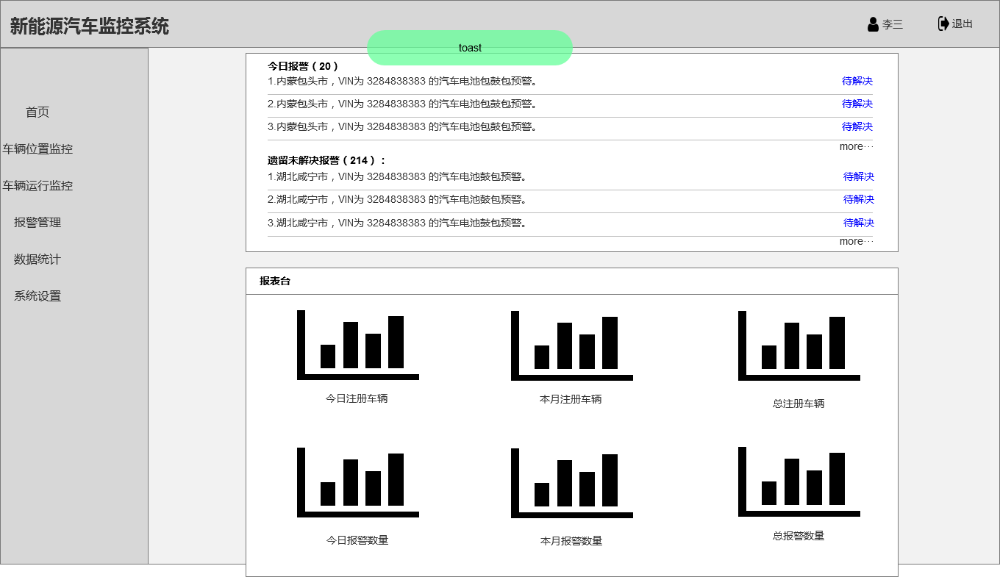 新能源汽车监控系统
李三
退出
toast
首页
车辆位置监控
车辆运行监控
报警管理
数据统计
系统设置
今日报警（20）
1.内蒙包头市，VIN为 3284838383 的汽车电池包鼓包预警。 待解决
2.内蒙包头市，VIN为 3284838383 的汽车电池包鼓包预警。 待解决
3.内蒙包头市，VIN为 3284838383 的汽车电池包鼓包预警。 待解决
more…
遗留未解决报警（214）：
1.湖北咸宁市，VIN为 3284838383 的汽车电池鼓包预警。 待解决
2.湖北咸宁市，VIN为 3284838383 的汽车电池鼓包预警。 待解决
3.湖北咸宁市，VIN为 3284838383 的汽车电池鼓包预警。 待解决
more…
报表台
今日注册车辆
本月注册车辆
总注册车辆
今日报警数量
本月报警数量
总报警数量